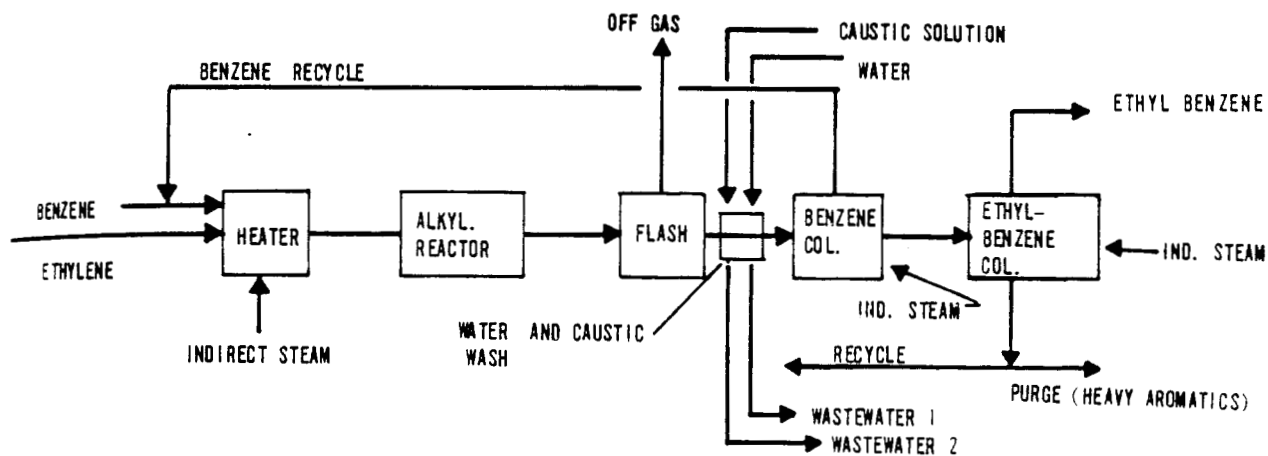 OFF GAS
CAUSTIC SOLUTION
WATER
BENZENE RECYCLE
ETHYL BENZENE
BENZENE
ETHYLENE
HEATER
ALKYL.
REACTOR
FLASH
BENZENE
COL.
ETHYL-
BENZENE
COL.
IND. STEAM
IND. STEAM
INDIRECT STEAM
WATER AND CAUSTIC
WASH
RECYCLE
PURGE (HEAVY AROMATICS)
WASTEWATER 1
WASTEWATER 2